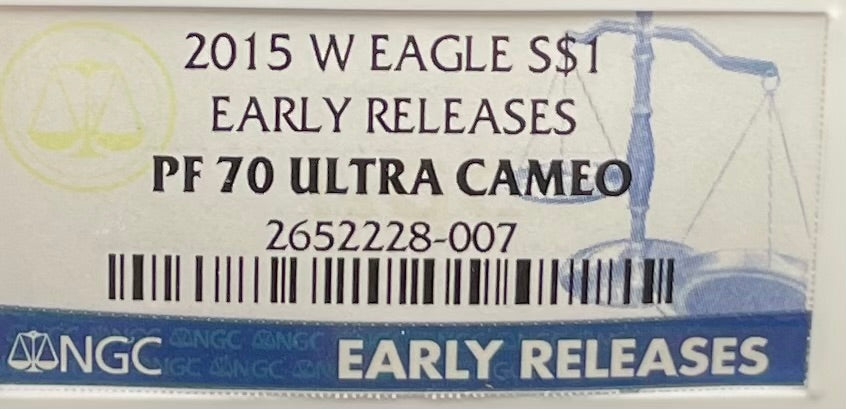 2015 W EAGLE S$1
EARLY RELEASES
PF 70 ULTRA CAMEO
2652228-007
NGC EARLY RELEASES